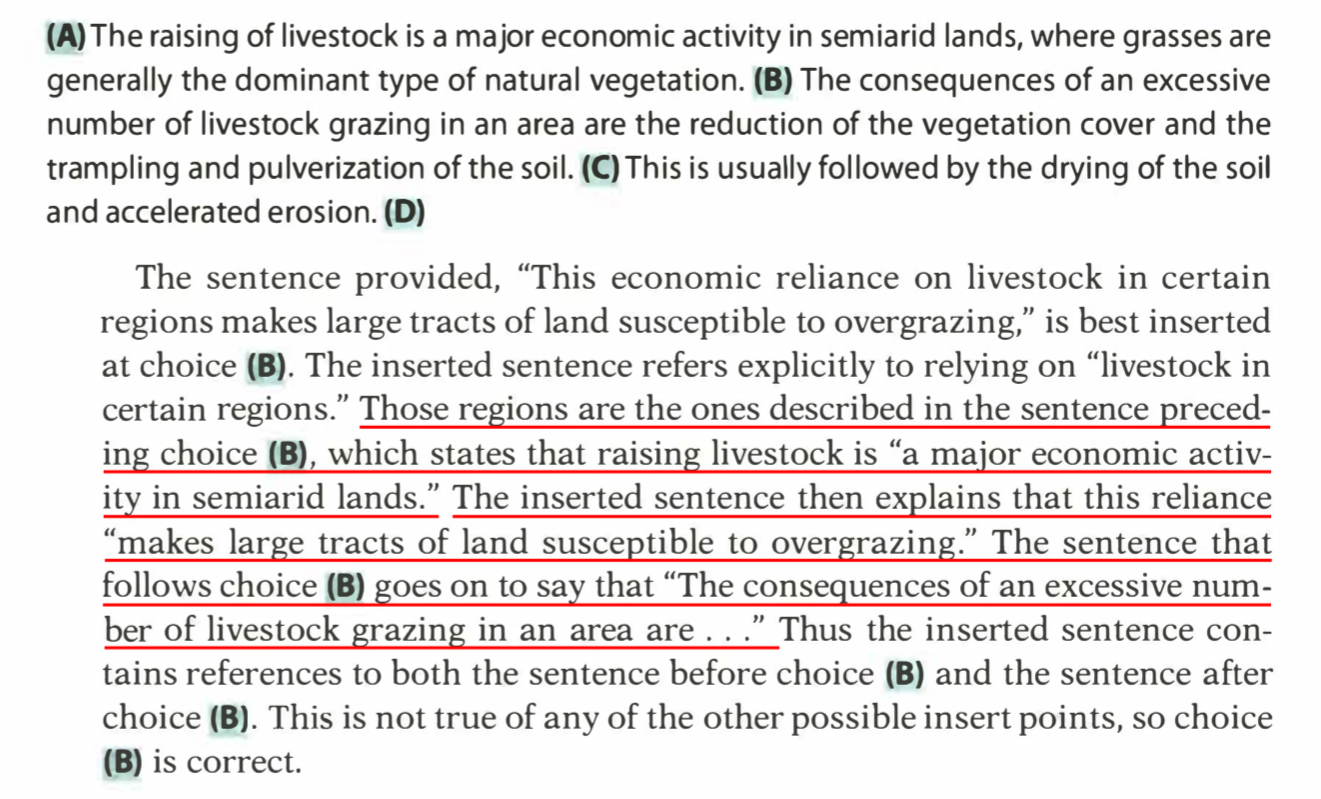 (A) The raising of livestock is a major economic activity in semiarid lands, where grasses are
generally the dominant type of natural vegetation. (B) The consequences of an excessive
number of livestock grazing in an area are the reduction of the vegetation cover and the
trampling and pulverization of the soil. (C) This is usually followed by the drying of the soil
and accelerated erosion. (D)
The sentence provided, “This economic reliance on livestock in certain
regions makes large tracts of land susceptible to overgrazing,” is best inserted
at choice (B). The inserted sentence refers explicitly to relying on “livestock in
certain regions.” Those regions are the ones described in the sentence preced-
ing choice (B), which states that raising livestock is “a major economic activ-
ity in semiarid lands.” The inserted sentence then explains that this reliance
“makes large tracts of land susceptible to overgrazing.” The sentence that
follows choice (B) goes on to say that “The consequences of an excessive num-
ber of livestock grazing in an area are . . .” Thus the inserted sentence con-
tains references to both the sentence before choice (B) and the sentence after
choice (B). This is not true of any of the other possible insert points, so choice
(B) is correct.